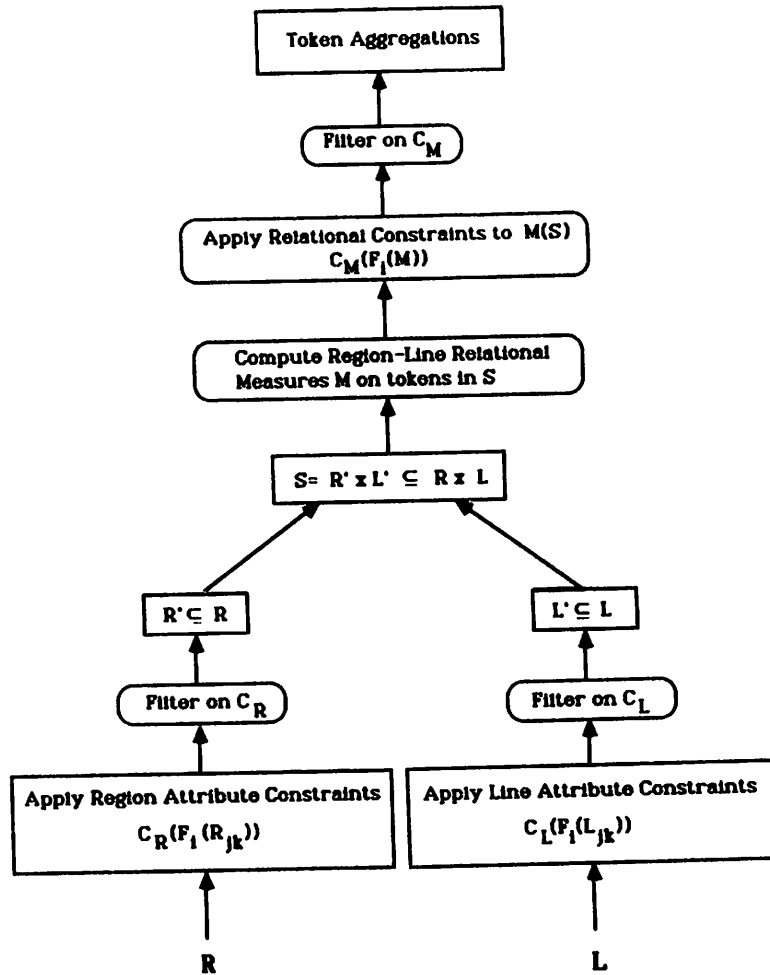 Token Aggregations
Filter on C_M
Apply Relational Constraints to M(S)
C_M(F_i(M))
Compute Region-Line Relational
Measures M on tokens in S
S= R' x L' ⊆ R x L
R' ⊆ R
L' ⊆ L
Filter on C_R
Filter on C_L
Apply Region Attribute Constraints
C_R(F_i(R_jk))
Apply Line Attribute Constraints
C_L(F_i(L_jk))
R
L